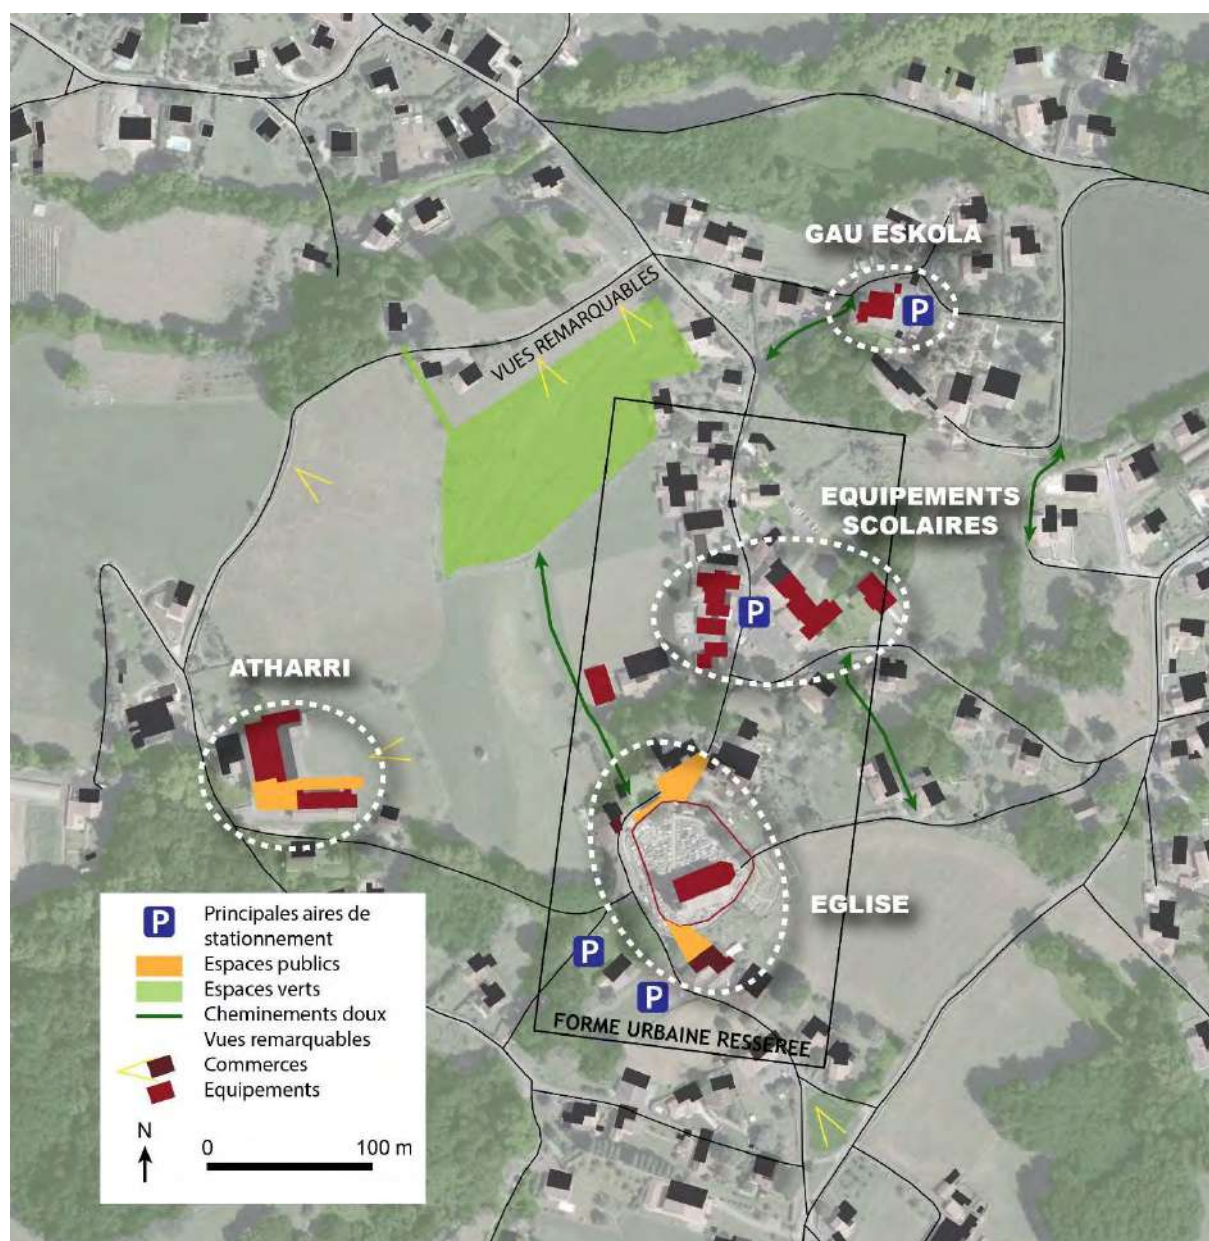 GAU ESKOLA
P
VUES REMARQUABLES
EQUIPEMENTS
SCOLAIRES
P
ATHARRI
EGLISE
P
P
FORME URBAINE RESSEREE
P Principales aires de
stationnement
Espaces publics
Espaces verts
Cheminements doux
Vues remarquables
Commerces
Equipements
N
0 100 m